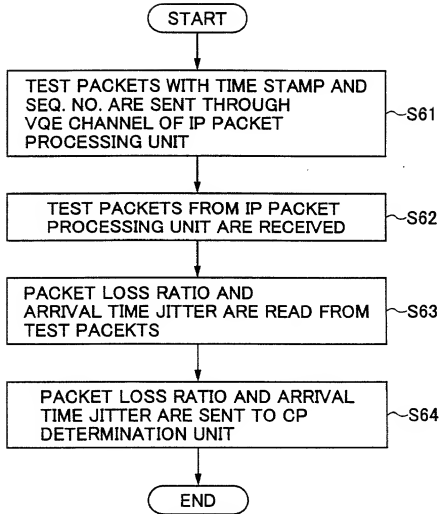 START
TEST PACKETS WITH TIME STAMP AND
SEQ. NO. ARE SENT THROUGH
VQE CHANNEL OF IP PACKET
PROCESSING UNIT
S61
TEST PACKETS FROM IP PACKET
PROCESSING UNIT ARE RECEIVED
S62
PACKET LOSS RATIO AND
ARRIVAL TIME JITTER ARE READ FROM
TEST PACEKTS
S63
PACKET LOSS RATIO AND ARRIVAL
TIME JITTER ARE SENT TO CP
DETERMINATION UNIT
S64
END